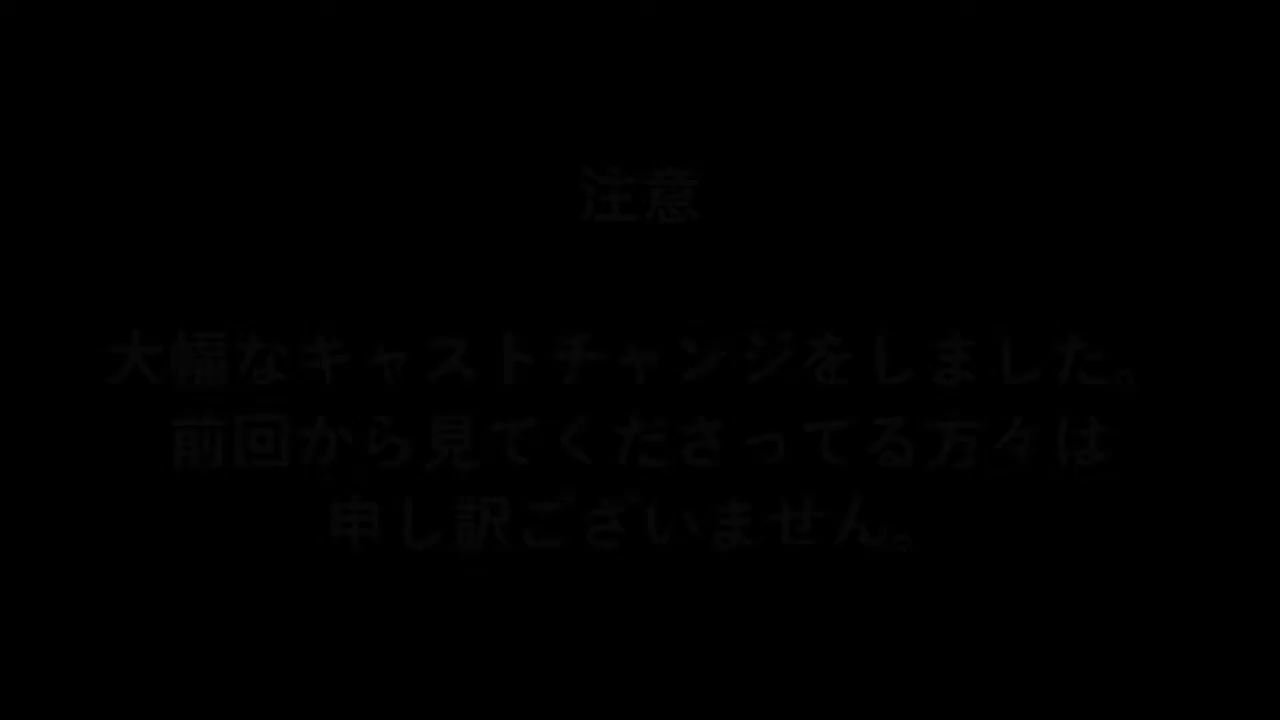 注意
大幅なキャストチャンジをしました。
前回から見てくださってる方々は
申し訳ございません。